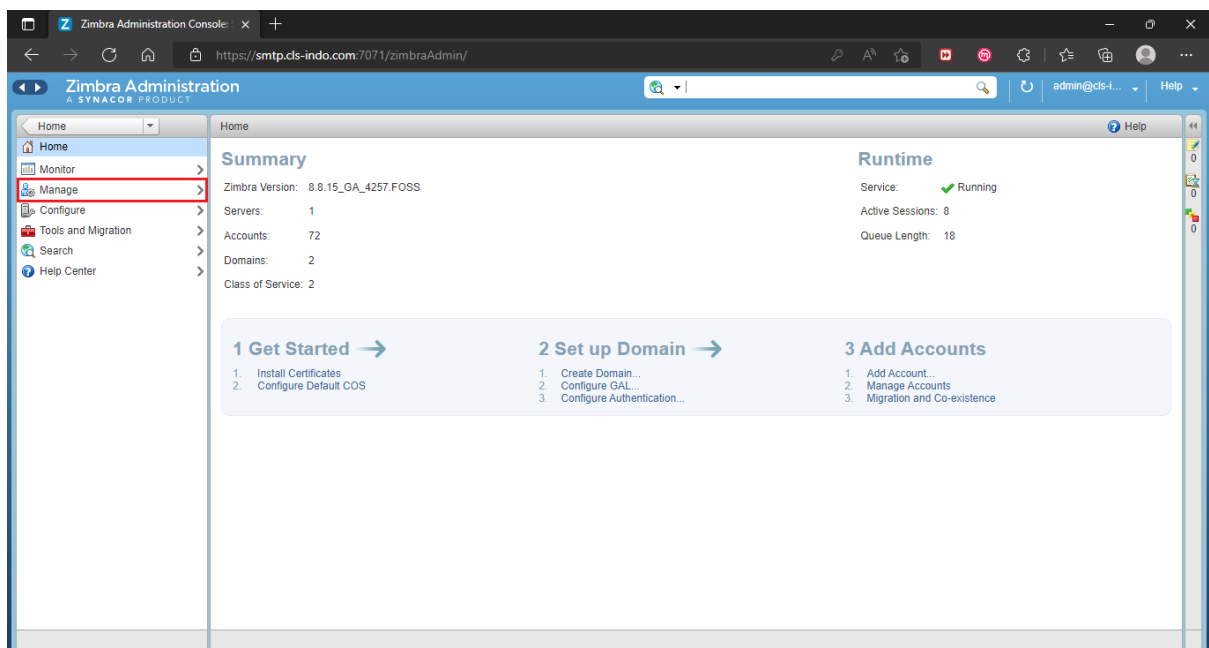 Zimbra Administration Console:
https://smtp.cls-indo.com:7071/zimbraAdmin/
Zimbra Administration
A SYNACOR PRODUCT
admin@cls-i...
Help
Home
Home
Monitor
Manage
Configure
Tools and Migration
Search
Help Center
Home
Help
Summary
Zimbra Version: 8.8.15_GA_4257.FOSS
Servers: 1
Accounts: 72
Domains: 2
Class of Service: 2
Runtime
Service: Running
Active Sessions: 8
Queue Length: 18
1 Get Started
1. Install Certificates
2. Configure Default COS
2 Set up Domain
1. Create Domain...
2. Configure GAL...
3. Configure Authentication...
3 Add Accounts
1. Add Account...
2. Manage Accounts
3. Migration and Co-existence
0
0
0